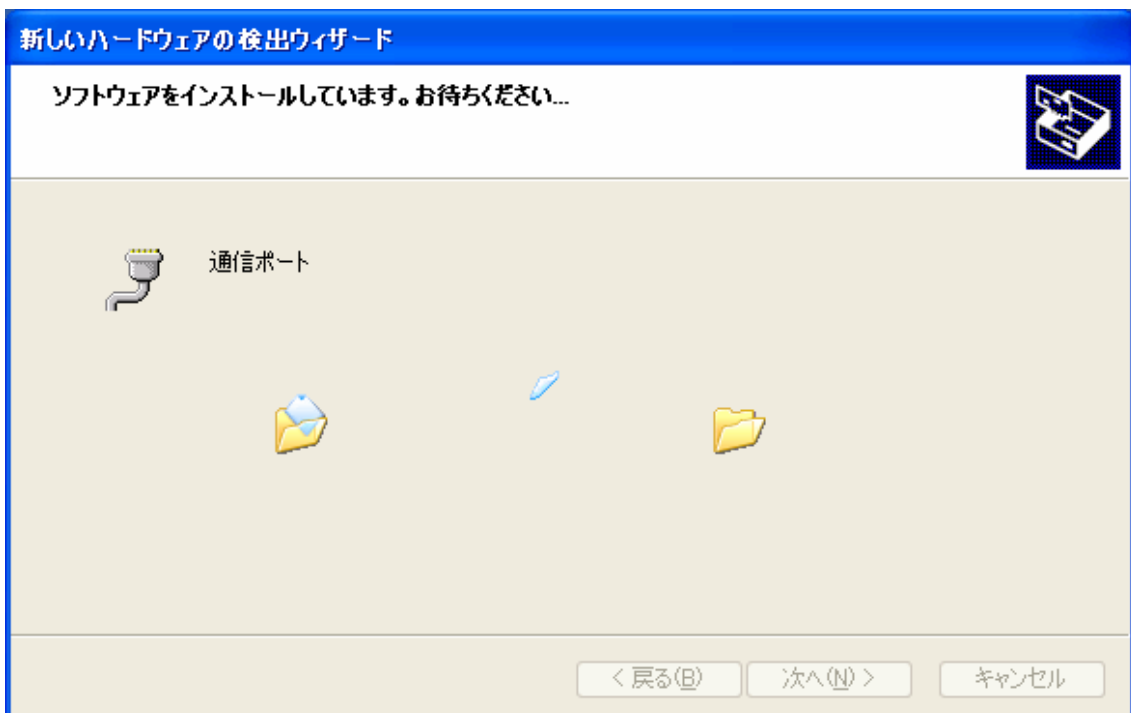 新しいハードウェアの検出ウィザード
ソフトウェアをインストールしています。お待ちください...
通信ポート
< 戻る(B) 次へ(N) > キャンセル